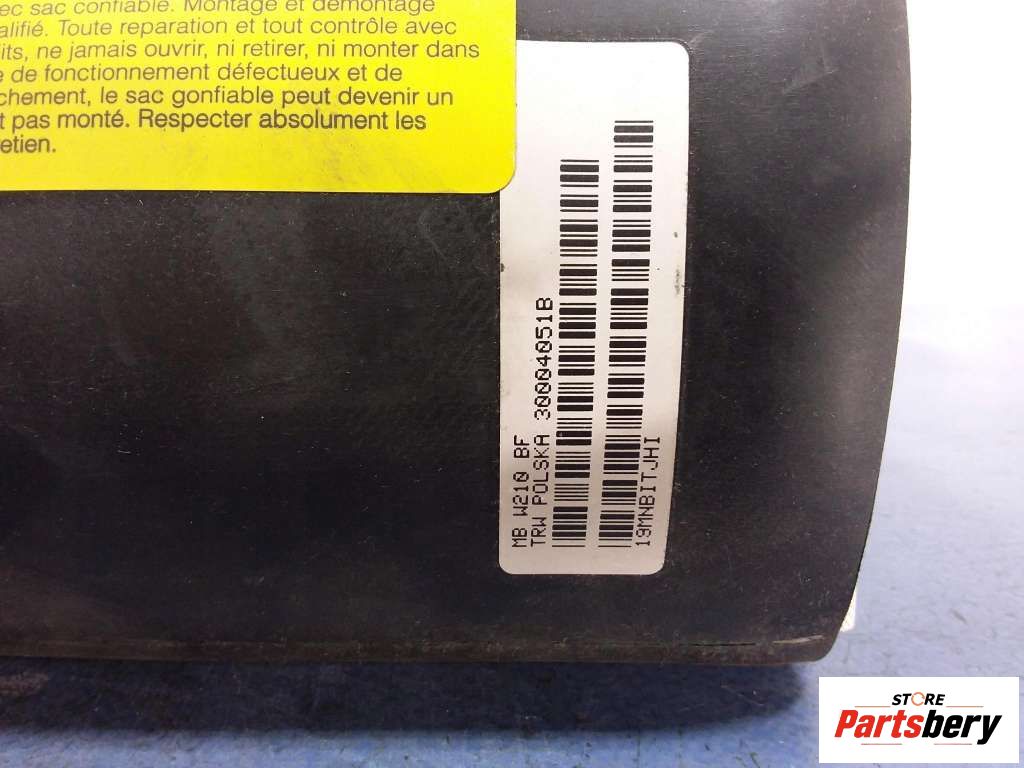 ec sac confiable. Montage et démontage
alifié. Toute reparation et tout contrôle avec
its, ne jamais ouvrir, ni retirer, ni monter dans
e de fonctionnement défectueux et de
chement, le sac gonfiable peut devenir un
t pas monté. Respecter absolument les
etien.
MB W210 BF
TRW POLSKA 30004051B
19MNBITJHI
STORE
Partsbery